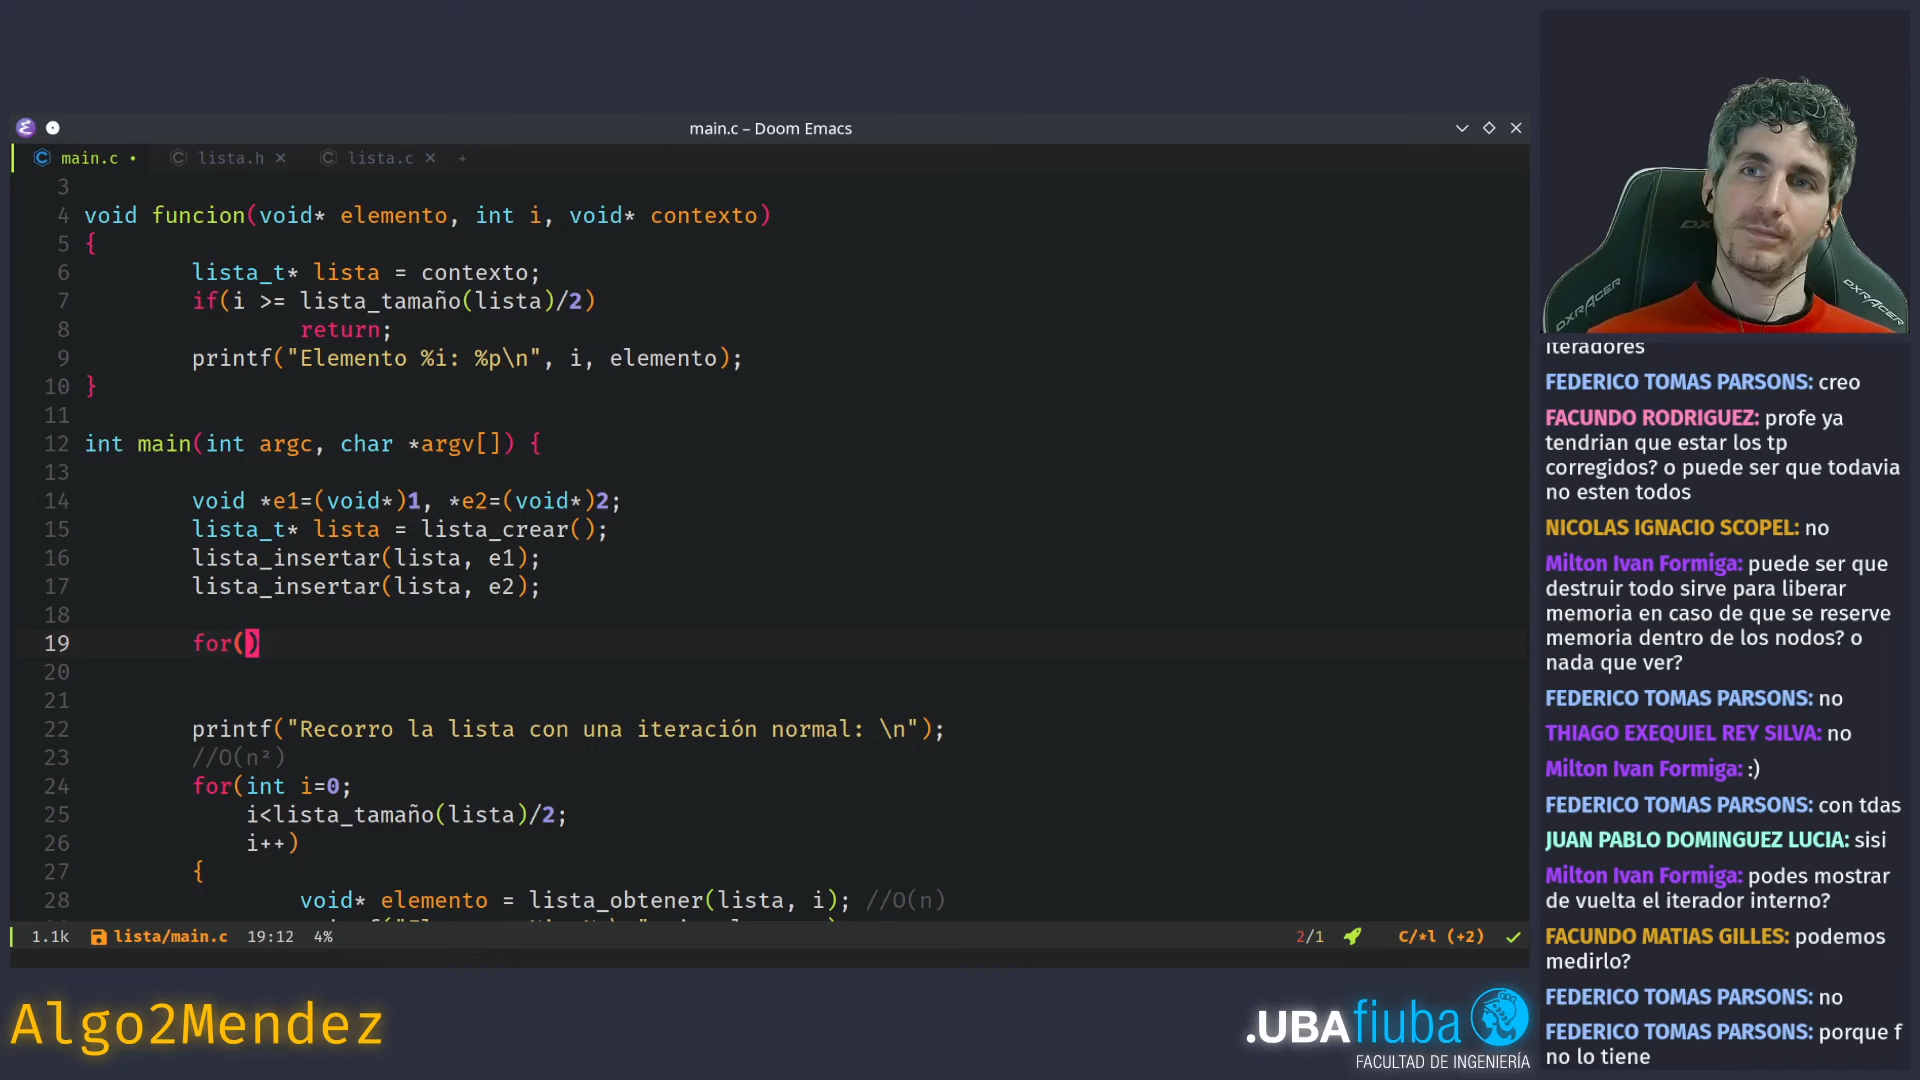 main.c – Doom Emacs
main.c • lista.h × lista.c × +
3
4 void funcion(void* elemento, int i, void* contexto)
5 {
6 lista_t* lista = contexto;
7 if(i >= lista_tamaño(lista)/2)
8 return;
9 printf("Elemento %i: %p\n", i, elemento);
10 }
11
12 int main(int argc, char *argv[]) {
13
14 void *e1=(void*)1, *e2=(void*)2;
15 lista_t* lista = lista_crear();
16 lista_insertar(lista, e1);
17 lista_insertar(lista, e2);
18
19 for()
20
21
22 printf("Recorro la lista con una iteración normal: \n");
23 //O(n²)
24 for(int i=0;
25 i<lista_tamaño(lista)/2;
26 i++)
27 {
28 void* elemento = lista_obtener(lista, i); //O(n)
1.1k lista/main.c 19:12 4% 2/1 C/*l (+2)
DXRACER
DXRACER
iteradores
FEDERICO TOMAS PARSONS: creo
FACUNDO RODRIGUEZ: profe ya
tendrian que estar los tp
corregidos? o puede ser que todavia
no esten todos
NICOLAS IGNACIO SCOPEL: no
Milton Ivan Formiga: puede ser que
destruir todo sirve para liberar
memoria en caso de que se reserve
memoria dentro de los nodos? o
nada que ver?
FEDERICO TOMAS PARSONS: no
THIAGO EXEQUIEL REY SILVA: no
Milton Ivan Formiga: :)
FEDERICO TOMAS PARSONS: con tdas
JUAN PABLO DOMINGUEZ LUCIA: sisi
Milton Ivan Formiga: podes mostrar
de vuelta el iterador interno?
FACUNDO MATIAS GILLES: podemos
medirlo?
FEDERICO TOMAS PARSONS: no
FEDERICO TOMAS PARSONS: porque f
no lo tiene
Algo2Mendez
.UBAfiuba
FACULTAD DE INGENIERÍA